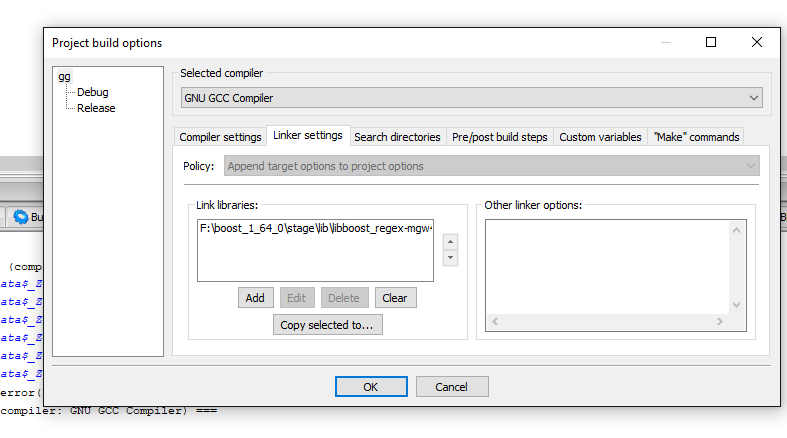 Project build options
gg
Debug
Release
Selected compiler
GNU GCC Compiler
Compiler settings
Linker settings
Search directories
Pre/post build steps
Custom variables
"Make" commands
Policy:
Append target options to project options
Link libraries:
F:\boost_1_64_0\stage\lib\libboost_regex-mgw
Add
Edit
Delete
Clear
Copy selected to...
Other linker options:
OK
Cancel
Bu
B
(comp
ata$_Z
ata$_Z
ata$_Z
ata$_Z
ata$_Z
ata$_Z
error(
compiler: GNU GCC Compiler) ===